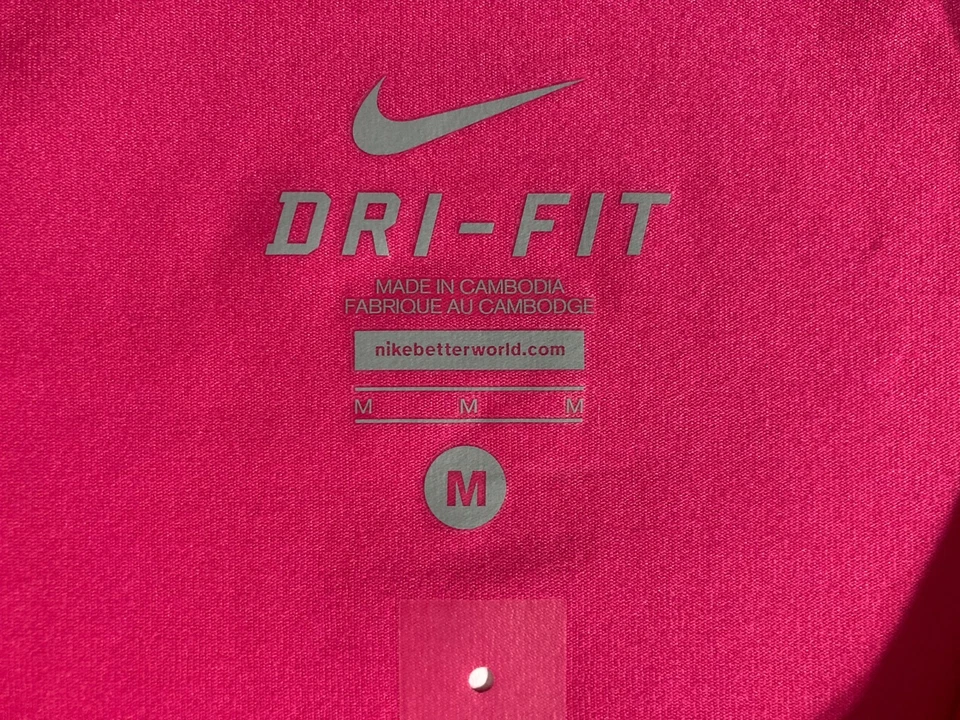 DRI-FIT
MADE IN CAMBODIA
FABRIQUE AU CAMBODGE
nikebetterworld.com
M M M
M